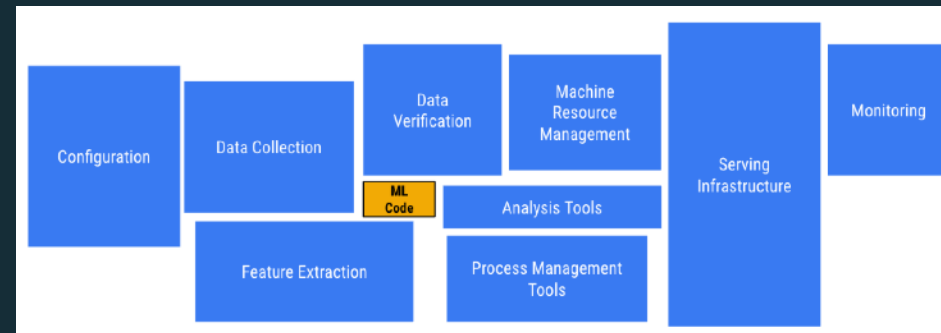 Configuration
Data Collection
Data
Verification
Machine
Resource
Management
Serving
Infrastructure
Monitoring
ML
Code
Analysis Tools
Feature Extraction
Process Management
Tools